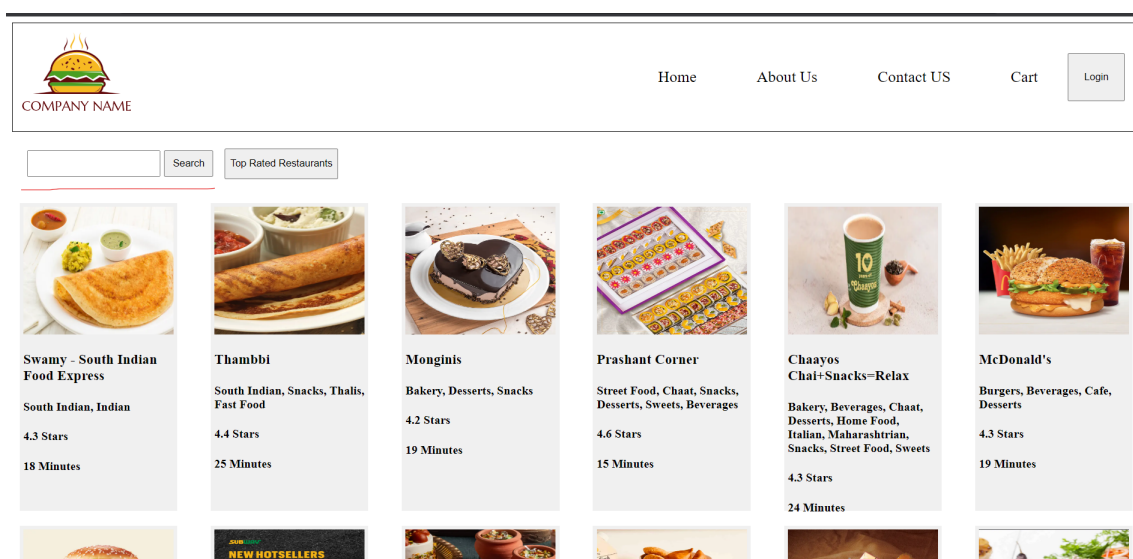 COMPANY NAME
Home
About Us
Contact US
Cart
Login
Search
Top Rated Restaurants
10
Chaayos
Swamy - South Indian
Food Express
South Indian, Indian
4.3 Stars
18 Minutes
Thambbi
South Indian, Snacks, Thalis,
Fast Food
4.4 Stars
25 Minutes
Monginis
Bakery, Desserts, Snacks
4.2 Stars
19 Minutes
Prashant Corner
Street Food, Chaat, Snacks,
Desserts, Sweets, Beverages
4.6 Stars
15 Minutes
Chaayos
Chai+Snacks=Relax
Bakery, Beverages, Chaat,
Desserts, Home Food,
Italian, Maharashtrian,
Snacks, Street Food, Sweets
4.3 Stars
24 Minutes
McDonald's
Burgers, Beverages, Cafe,
Desserts
4.3 Stars
19 Minutes
SUBWAY
NEW HOTSELLERS